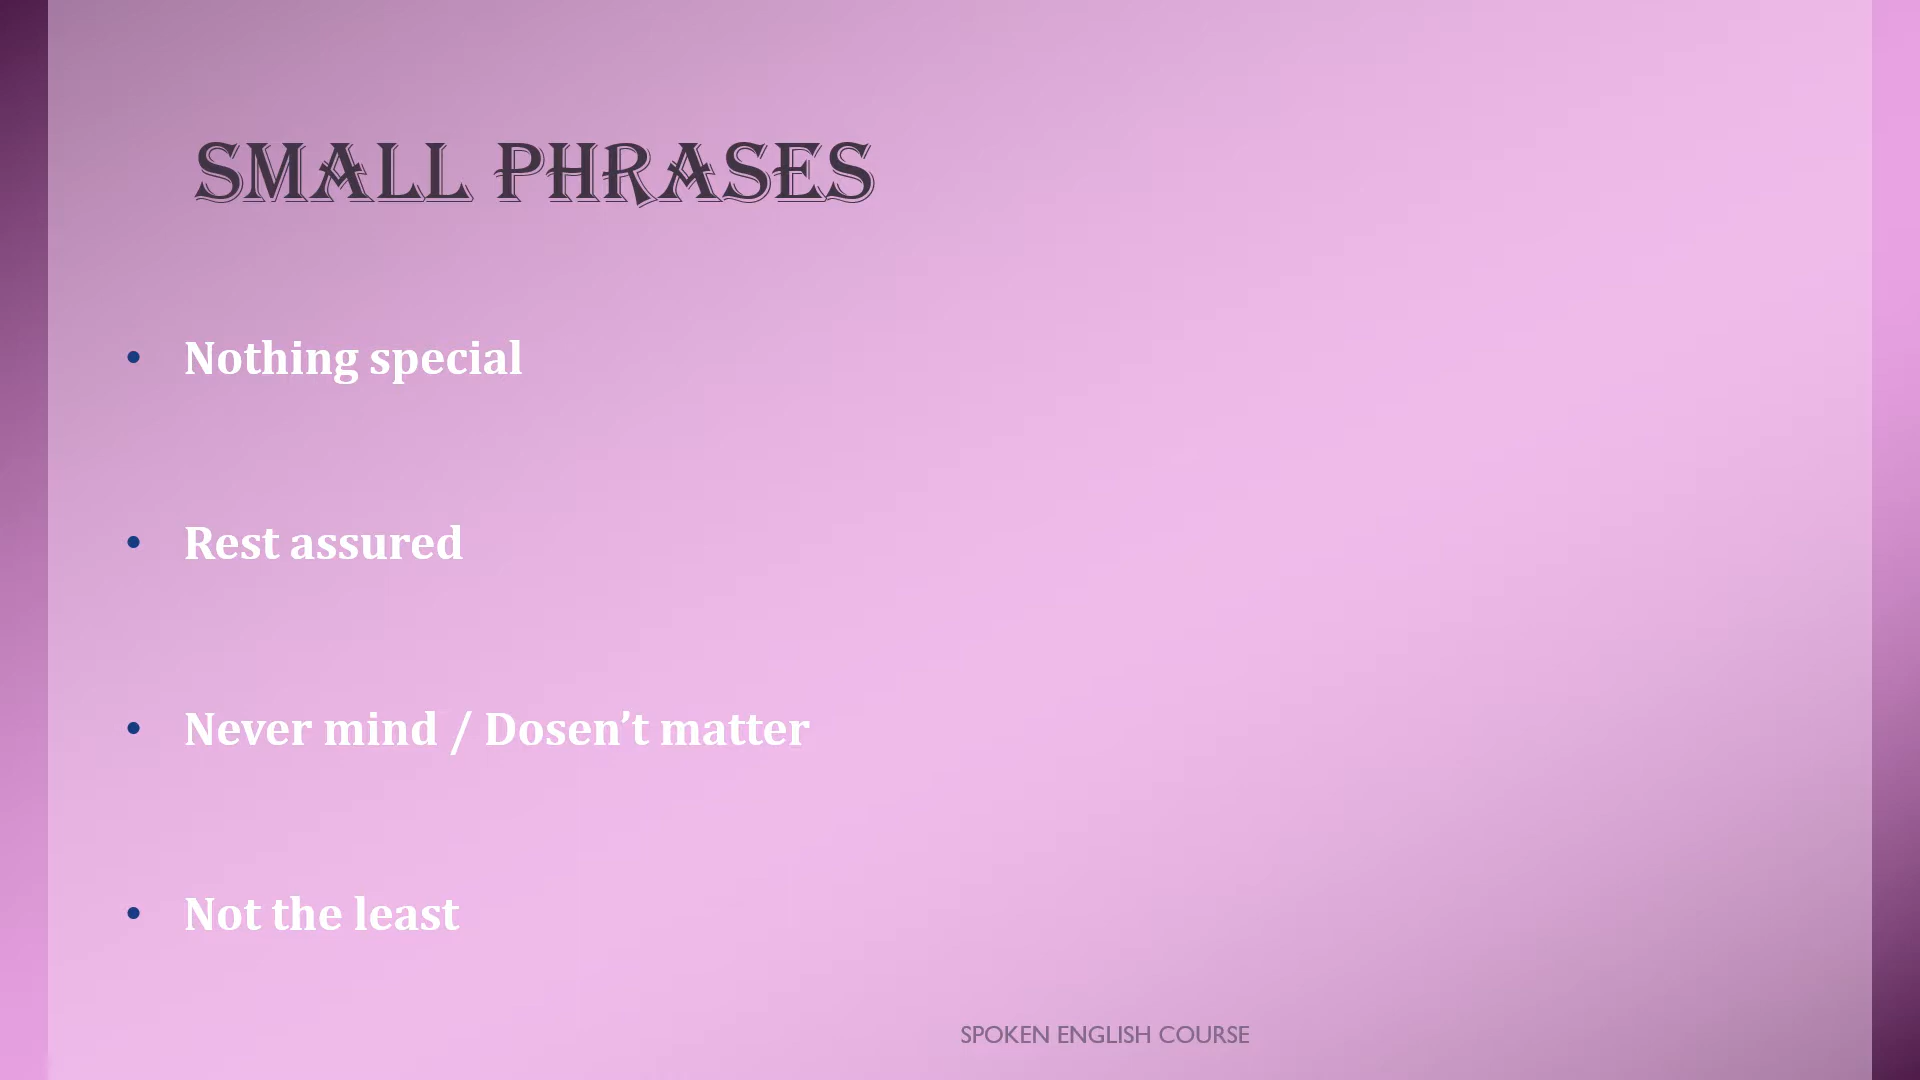 SMALL PHRASES
• Nothing special
• Rest assured
• Never mind / Dosen’t matter
• Not the least
SPOKEN ENGLISH COURSE